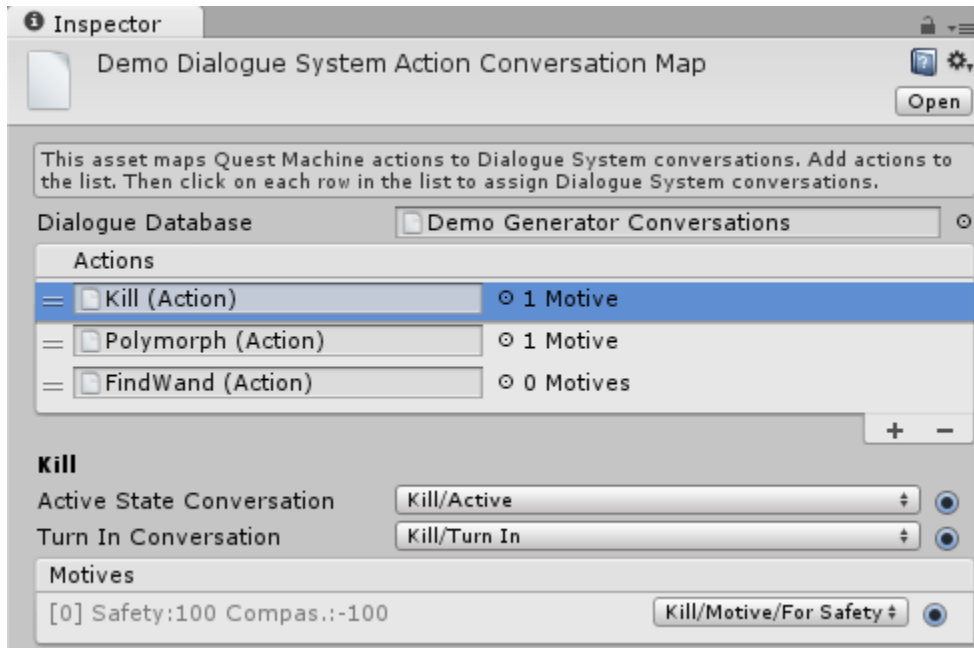 Inspector
Demo Dialogue System Action Conversation Map
Open
This asset maps Quest Machine actions to Dialogue System conversations. Add actions to
the list. Then click on each row in the list to assign Dialogue System conversations.
Dialogue Database Demo Generator Conversations
Actions
Kill (Action) 1 Motive
Polymorph (Action) 1 Motive
FindWand (Action) 0 Motives
+ −
Kill
Active State Conversation Kill/Active
Turn In Conversation Kill/Turn In
Motives
[0] Safety:100 Compas.:-100 Kill/Motive/For Safety